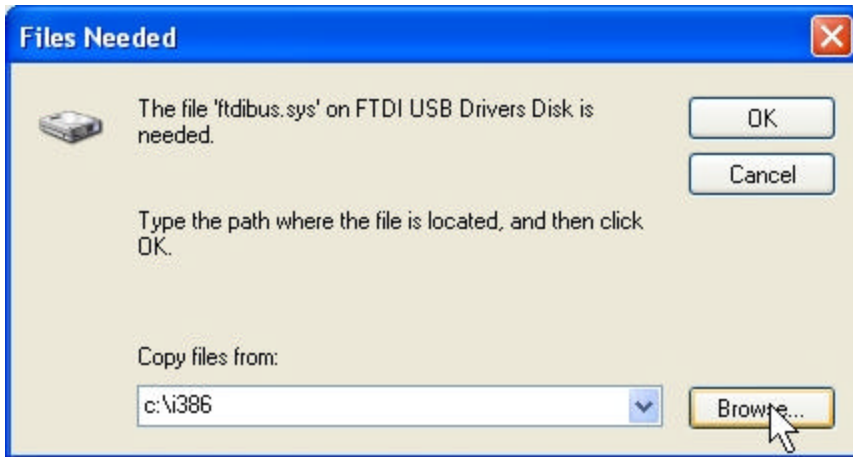 Files Needed
The file 'ftdibus.sys' on FTDI USB Drivers Disk is
needed.
OK
Cancel
Type the path where the file is located, and then click
OK.
Copy files from:
c:\i386
Browse...